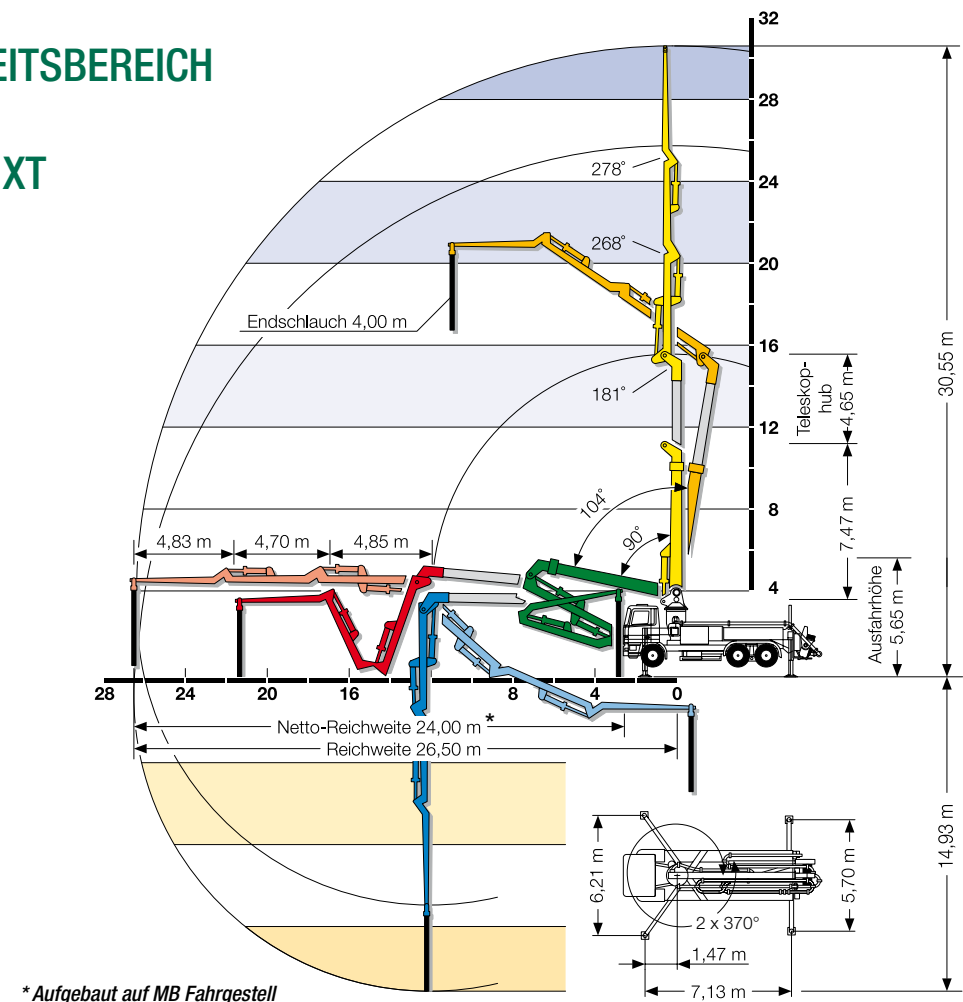 EITSBEREICH
XT
32
28
24
20
16
12
8
4
278°
268°
181°
104°
90°
Endschlauch 4,00 m
Teleskop-
hub
4,65 m
7,47 m
30,55 m
Ausfahrhöhe
5,65 m
4,83 m
4,70 m
4,85 m
28
24
20
16
8
4
0
Netto-Reichweite 24,00 m *
Reichweite 26,50 m
14,93 m
6,21 m
5,70 m
2 x 370°
1,47 m
7,13 m
* Aufgebaut auf MB Fahrgestell